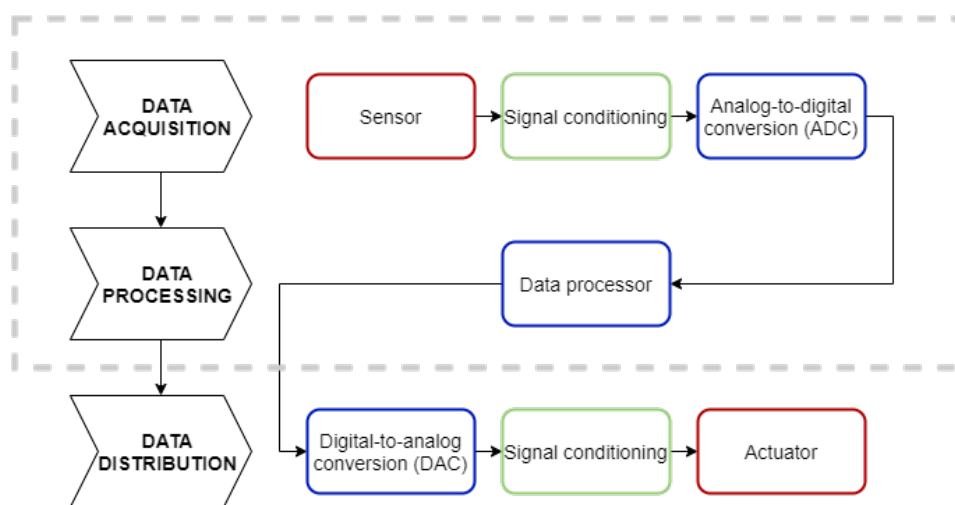 DATA
ACQUISITION
Sensor
Signal conditioning
Analog-to-digital
conversion (ADC)
DATA
PROCESSING
Data processor
DATA
DISTRIBUTION
Digital-to-analog
conversion (DAC)
Signal conditioning
Actuator